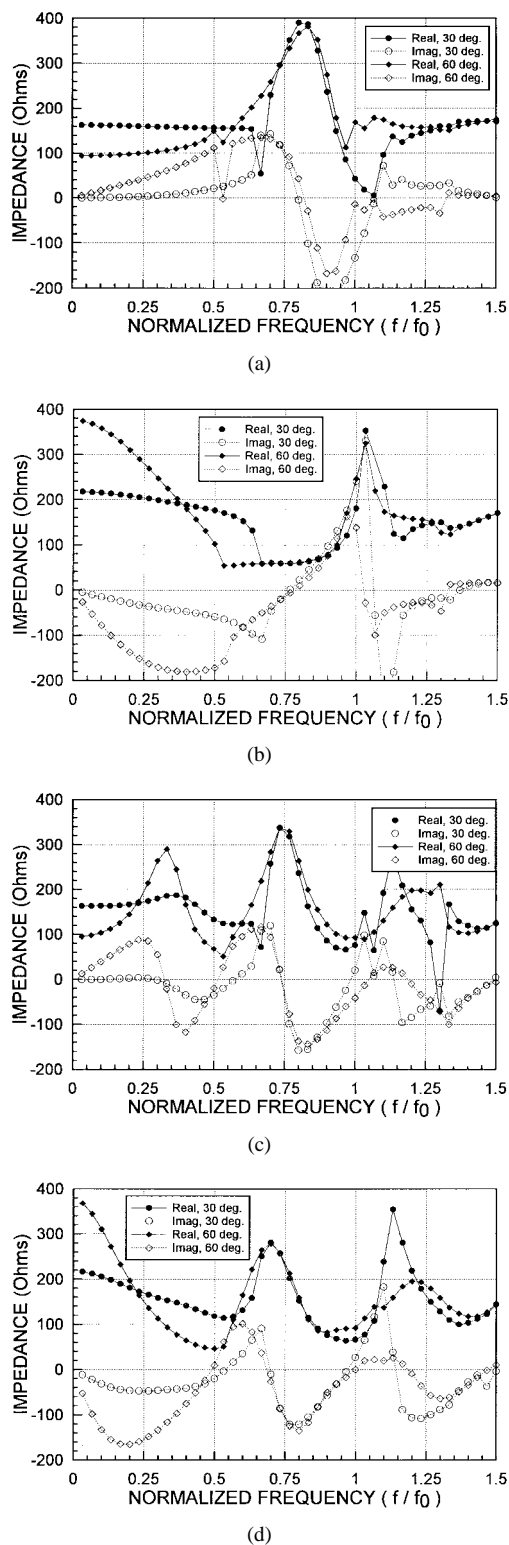 400
300
200
100
0
-100
-200
IMPEDANCE (Ohms)
Real, 30 deg.
Imag, 30 deg.
Real, 60 deg.
Imag, 60 deg.
0 0.25 0.5 0.75 1 1.25 1.5
NORMALIZED FREQUENCY ( f / f0 )
(a)
400
300
200
100
0
-100
-200
IMPEDANCE (Ohms)
Real, 30 deg.
Imag, 30 deg.
Real, 60 deg.
Imag, 60 deg.
0 0.25 0.5 0.75 1 1.25 1.5
NORMALIZED FREQUENCY ( f / f0 )
(b)
400
300
200
100
0
-100
-200
IMPEDANCE (Ohms)
Real, 30 deg.
Imag, 30 deg.
Real, 60 deg.
Imag, 60 deg.
0 0.25 0.5 0.75 1 1.25 1.5
NORMALIZED FREQUENCY ( f / f0 )
(c)
400
300
200
100
0
-100
-200
IMPEDANCE (Ohms)
Real, 30 deg.
Imag, 30 deg.
Real, 60 deg.
Imag, 60 deg.
0 0.25 0.5 0.75 1 1.25 1.5
NORMALIZED FREQUENCY ( f / f0 )
(d)